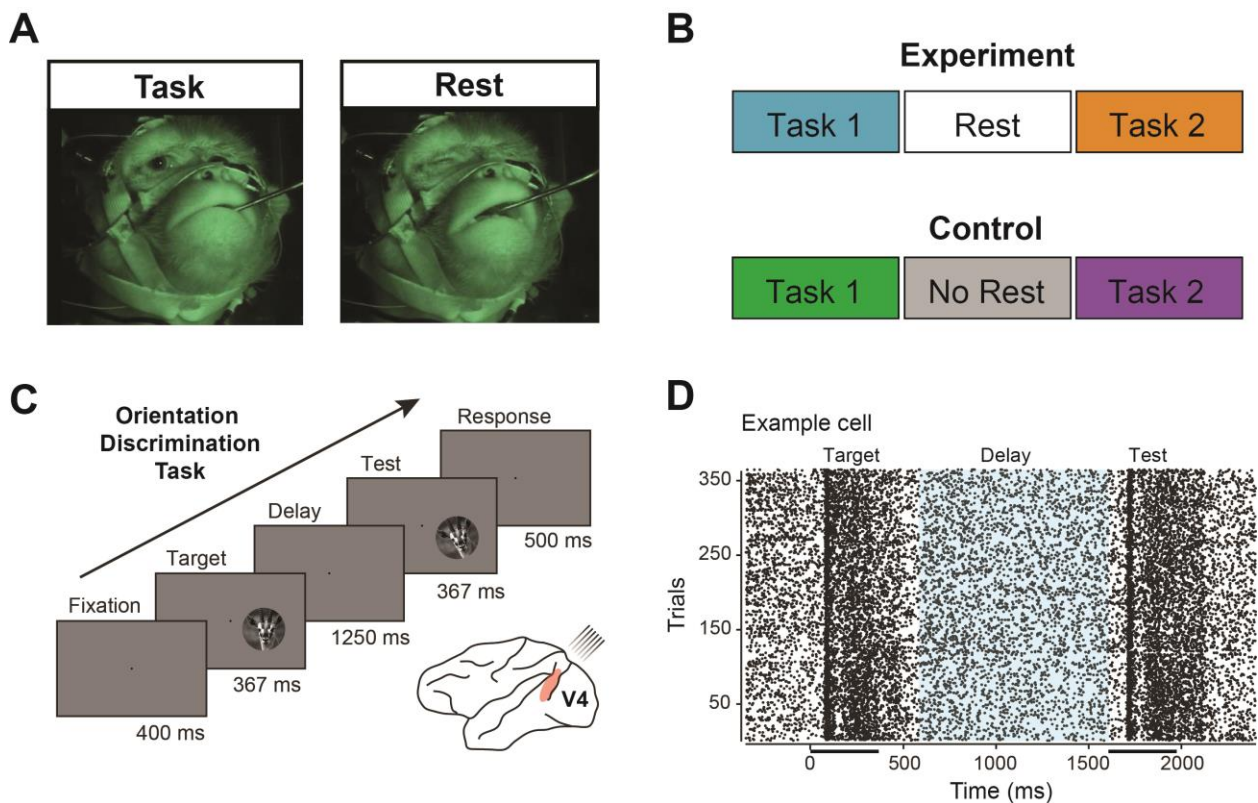 A
Task
Rest
B
Experiment
Task 1
Rest
Task 2
Control
Task 1
No Rest
Task 2
C
Orientation
Discrimination
Task
Fixation
Target
Delay
Test
Response
400 ms
367 ms
1250 ms
367 ms
500 ms
V4
D
Example cell
Target
Delay
Test
Trials
350
250
150
50
0
500
1000
1500
2000
Time (ms)